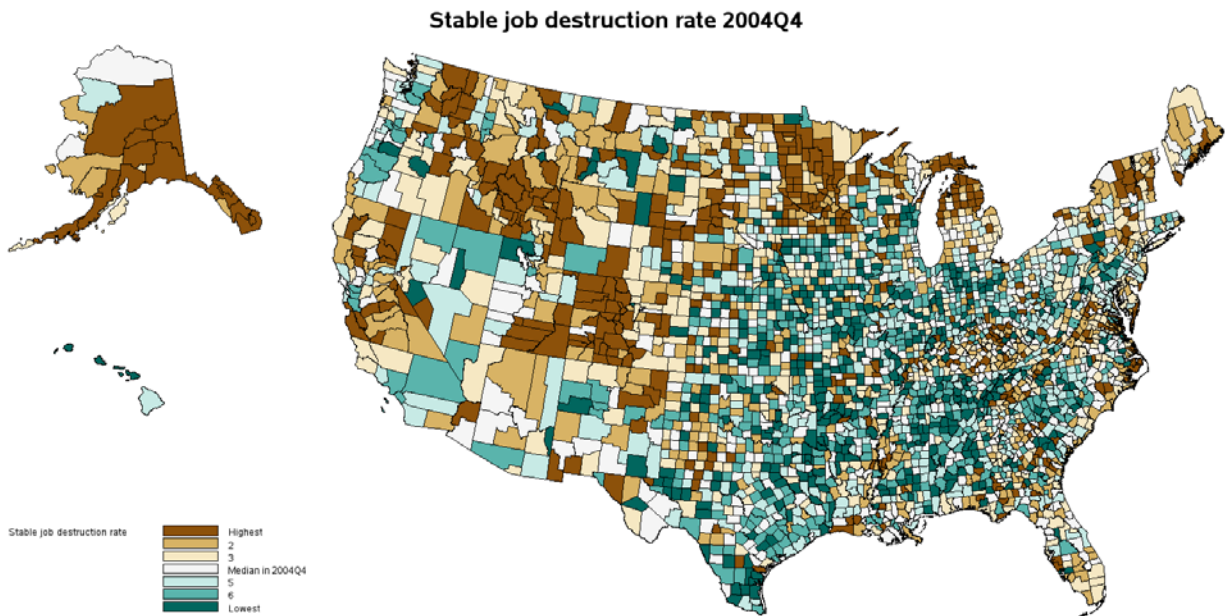 Stable job destruction rate 2004Q4
Stable job destruction rate
Highest
2
3
Median in 2004Q4
5
6
Lowest